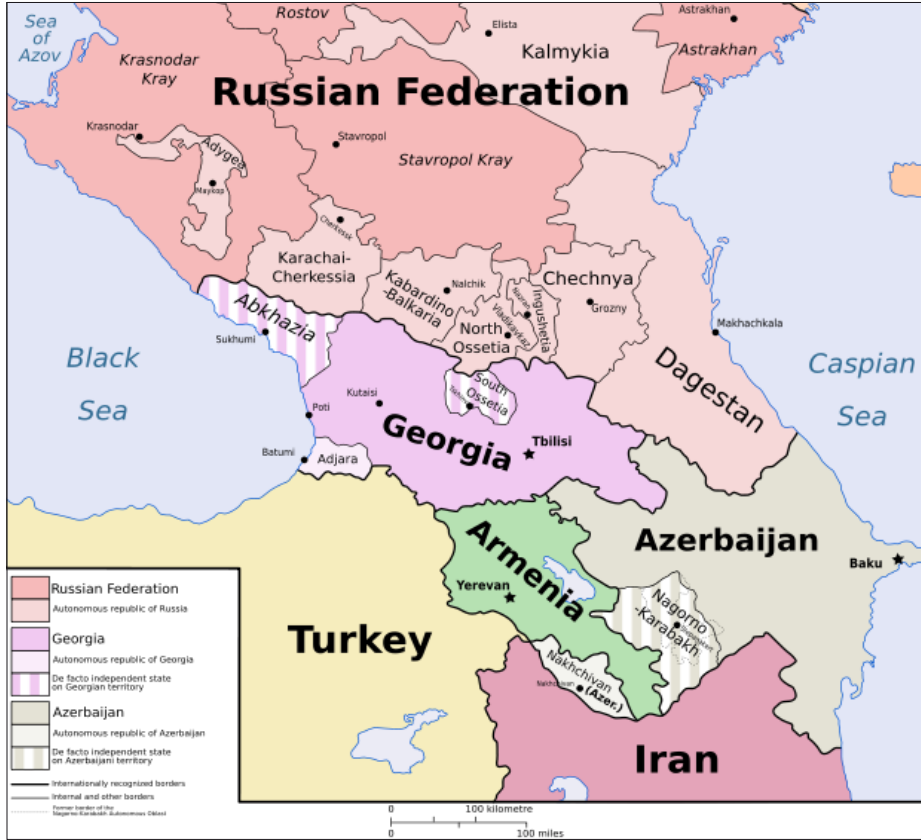 Sea
of
Azov
Rostov
Elista
Astrakhan
Krasnodar
Kray
Kalmykia
Astrakhan
Russian Federation
Krasnodar
Stavropol
Adygea
Stavropol Kray
Maykop
Cherkessk
Karachai-
Cherkessia
Kabardino
-Balkaria
Nalchik
Nazran
Ingushetia
Chechnya
Grozny
Vladikavkaz
North
Ossetia
Makhachkala
Abkhazia
Sukhumi
Black
Sea
Caspian
Sea
Dagestan
South
Ossetia
Kutaisi
Poti
Georgia
Tbilisi
Batumi
Adjara
Armenia
Azerbaijan
Baku
Yerevan
Nagorno
-Karabakh
Turkey
Nakhchivan
Nakhchivan
(Azer.)
Iran
Russian Federation
Autonomous republic of Russia
Georgia
Autonomous republic of Georgia
De facto independent state
on Georgian territory
Azerbaijan
Autonomous republic of Azerbaijan
De facto independent state
on Azerbaijani territory
Internationally recognized borders
Internal and other borders
Former border of the
Nagorno-Karabakh Autonomous Oblast
0 100 kilometre
0 100 miles